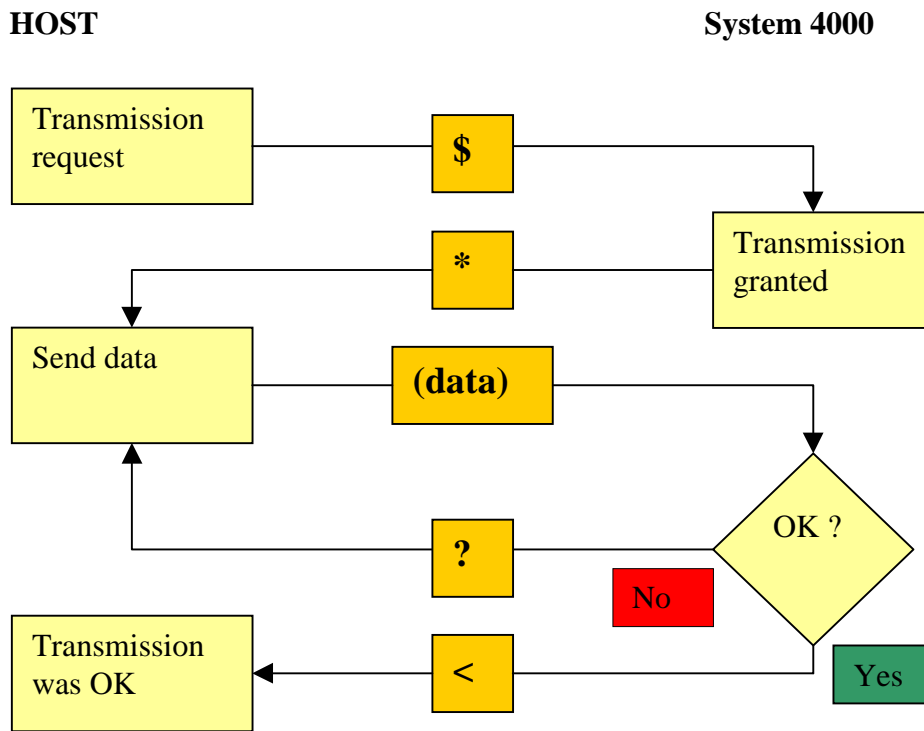 HOST
System 4000
Transmission
request
$
*
Transmission
granted
Send data
(data)
OK ?
?
No
Transmission
was OK
<
Yes